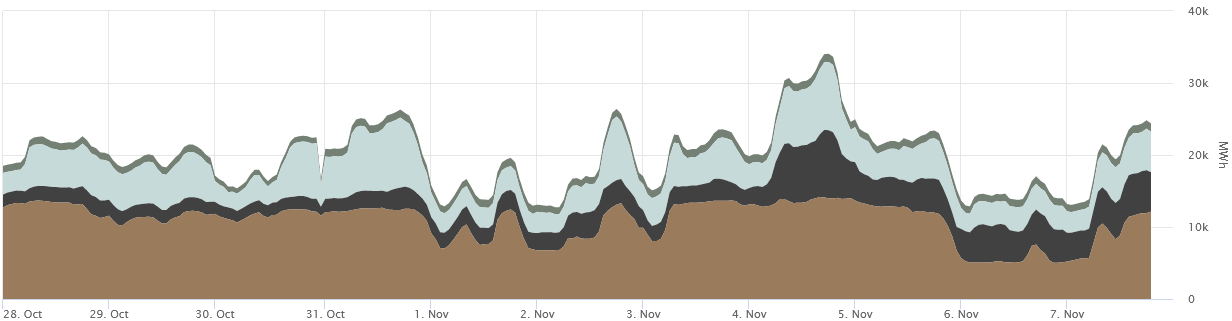 40k
30k
MWh
20k
10k
0
28. Oct 29. Oct 30. Oct 31. Oct 1. Nov 2. Nov 3. Nov 4. Nov 5. Nov 6. Nov 7. Nov